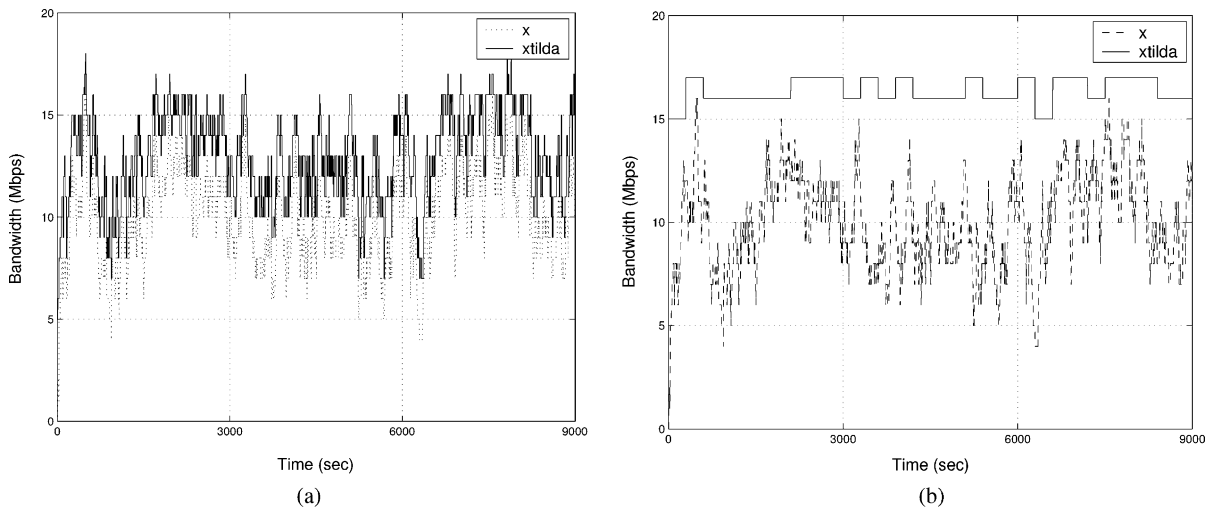 20
15
10
5
0
Bandwidth (Mbps)
x
xtilda
0
3000
6000
9000
Time (sec)
(a)
20
15
10
5
0
Bandwidth (Mbps)
x
xtilda
0
3000
6000
9000
Time (sec)
(b)